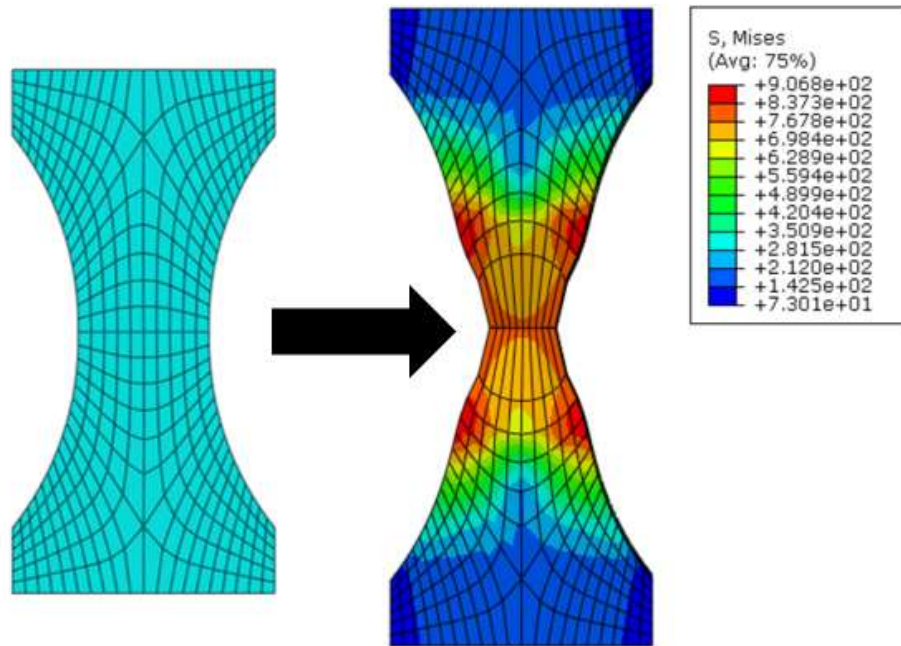 S, Mises
(Avg: 75%)
+9.068e+02
+8.373e+02
+7.678e+02
+6.984e+02
+6.289e+02
+5.594e+02
+4.899e+02
+4.204e+02
+3.509e+02
+2.815e+02
+2.120e+02
+1.425e+02
+7.301e+01